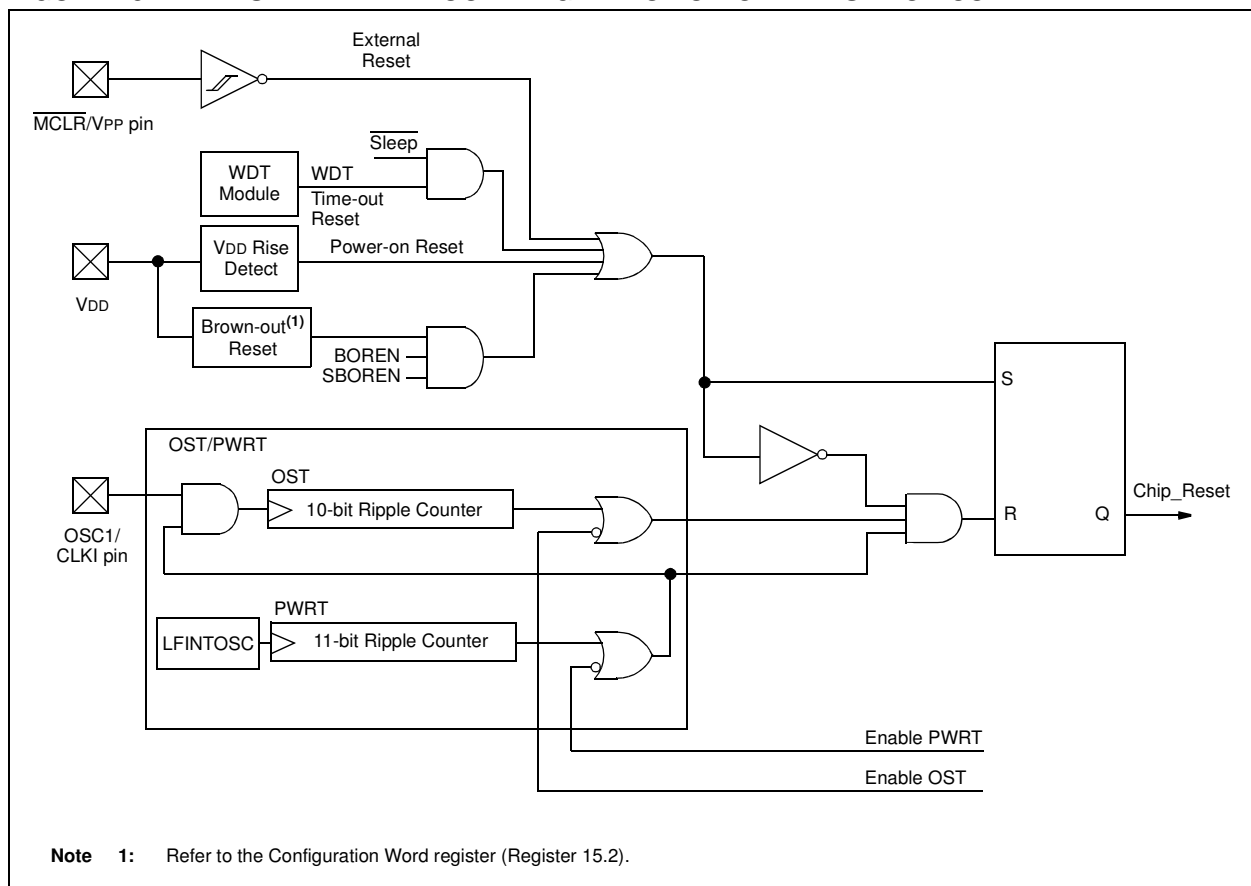 External
Reset
MCLR/VPP pin
Sleep
WDT
Module
WDT
Time-out
Reset
VDD Rise
Detect
Power-on Reset
VDD
Brown-out(1)
Reset
BOREN
SBOREN
S
OST/PWRT
OST
10-bit Ripple Counter
OSC1/
CLKI pin
R
Q
Chip_Reset
PWRT
LFINTOSC
11-bit Ripple Counter
Enable PWRT
Enable OST
Note 1: Refer to the Configuration Word register (Register 15.2).